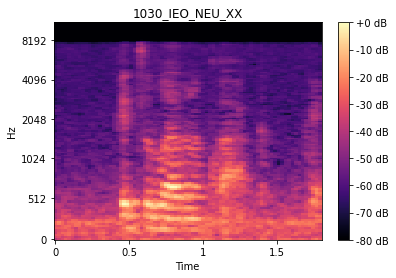 1030_IEO_NEU_XX
Hz
8192
4096
2048
1024
512
0
0
0.5
1
1.5
Time
+0 dB
-10 dB
-20 dB
-30 dB
-40 dB
-50 dB
-60 dB
-70 dB
-80 dB